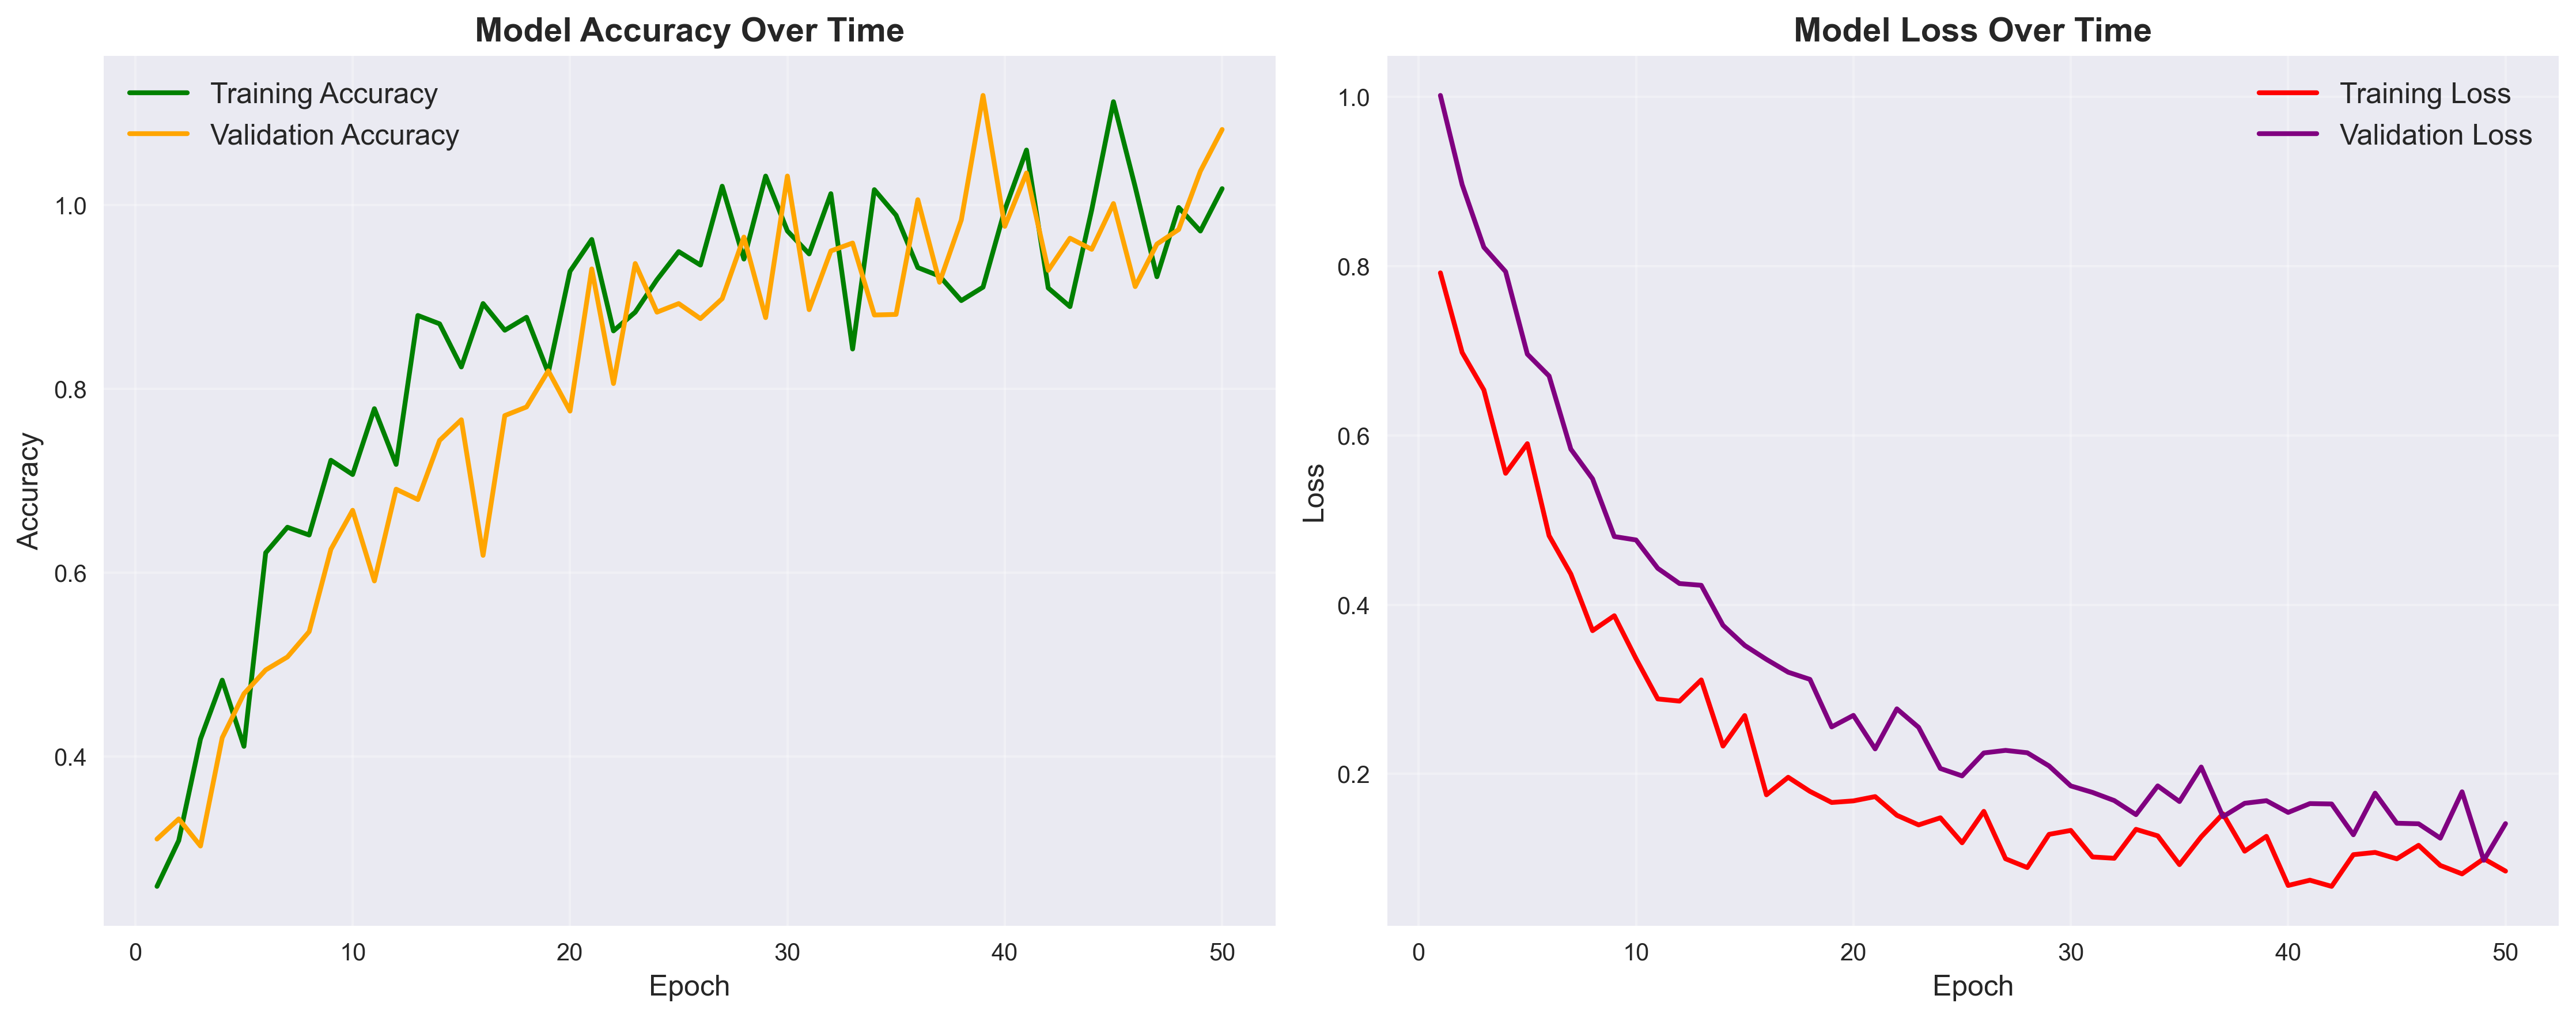 Model Accuracy Over Time
Training Accuracy
Validation Accuracy
1.0
0.8
0.6
0.4
Accuracy
0 10 20 30 40 50
Epoch
Model Loss Over Time
Training Loss
Validation Loss
1.0
0.8
0.6
0.4
0.2
Loss
0 10 20 30 40 50
Epoch